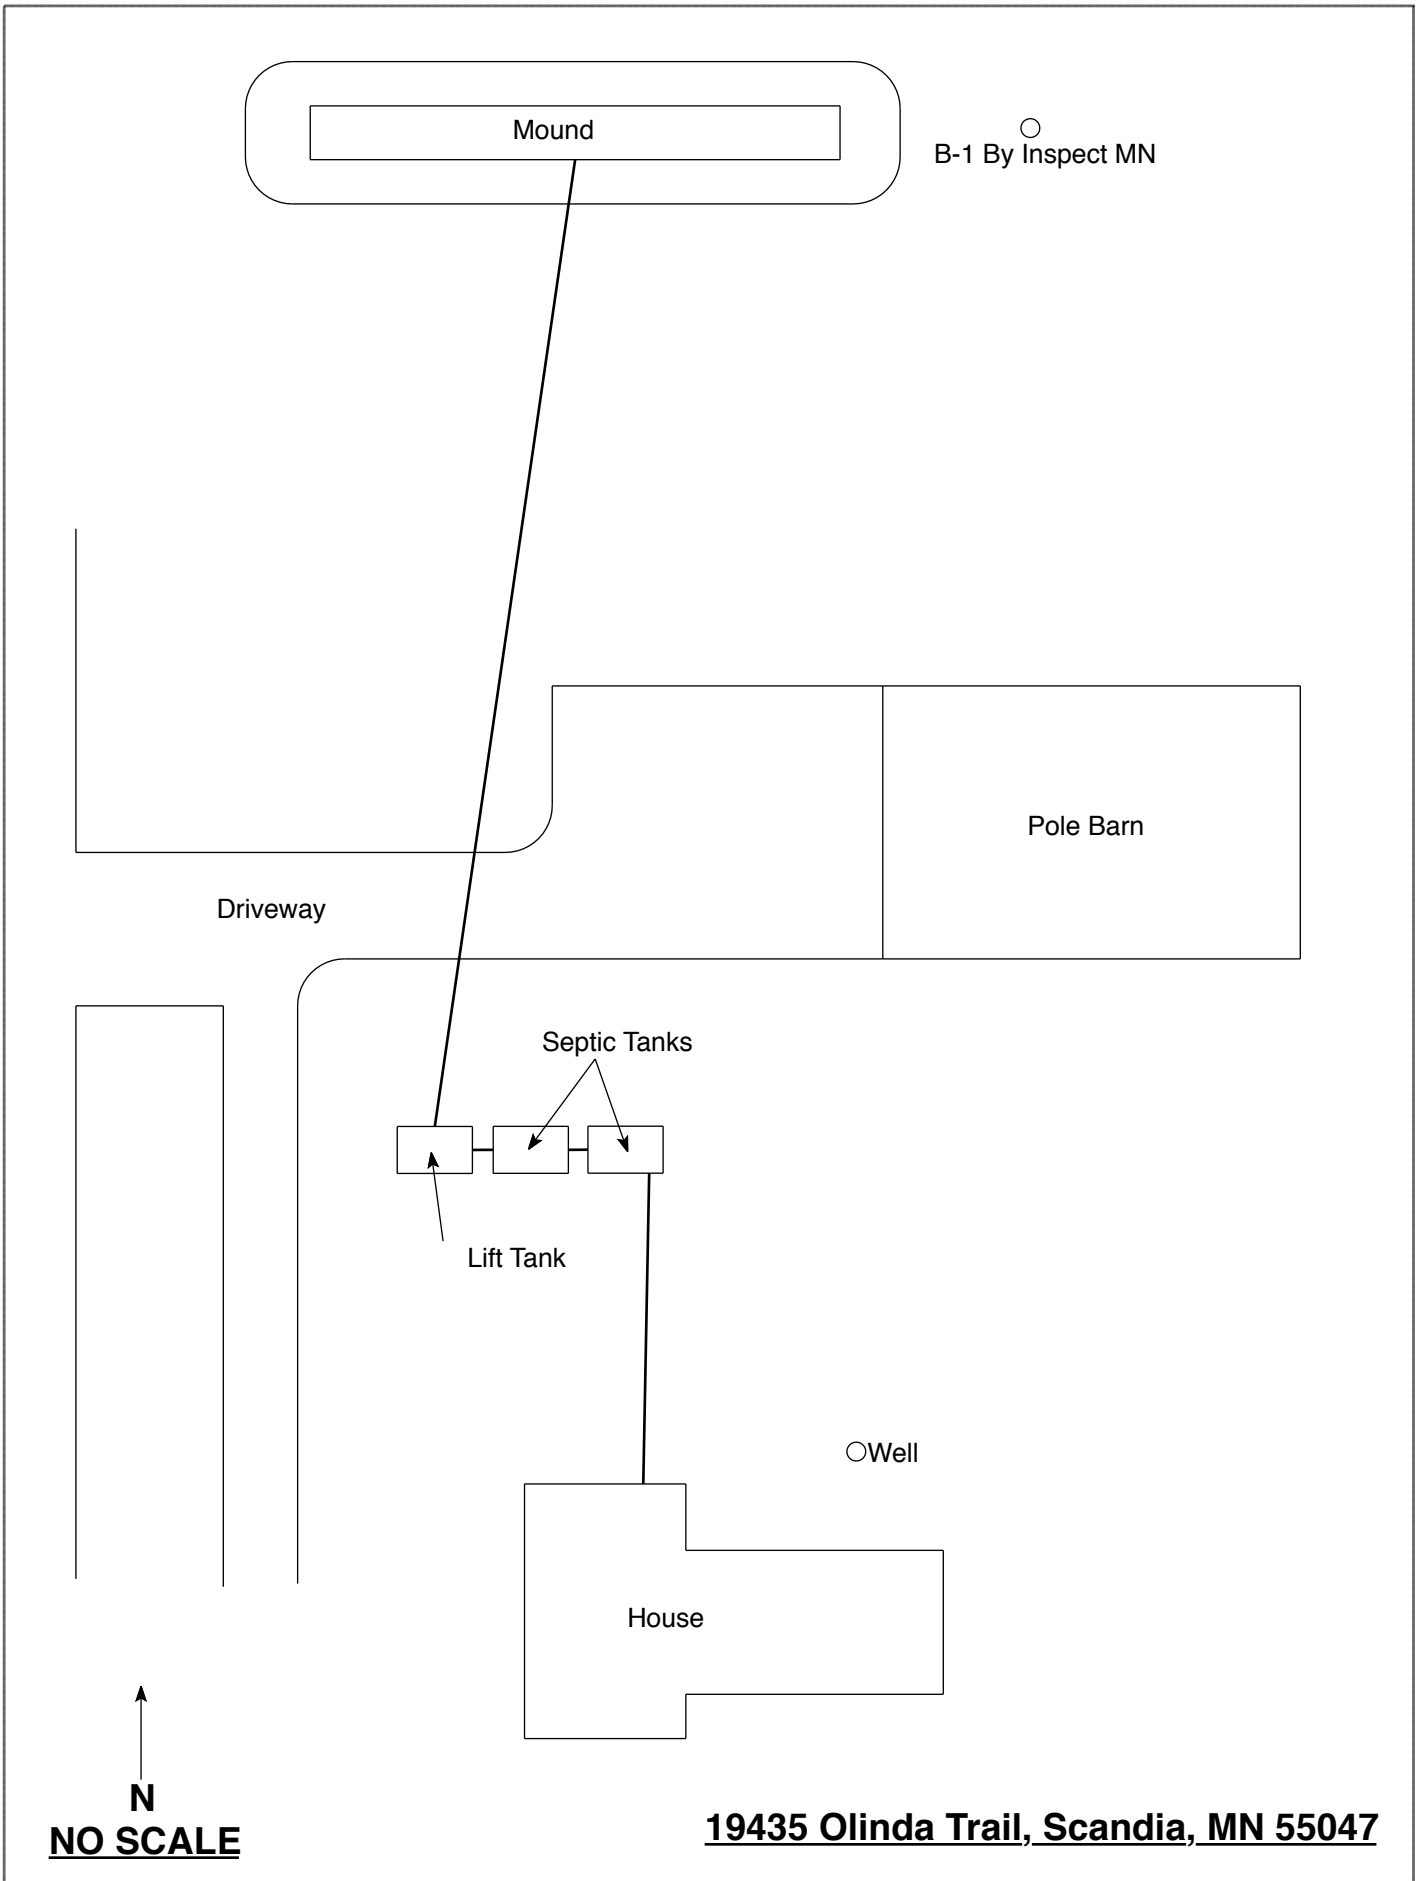 Mound
B-1 By Inspect MN
Pole Barn
Driveway
Septic Tanks
Lift Tank
Well
House
N
NO SCALE
19435 Olinda Trail, Scandia, MN 55047